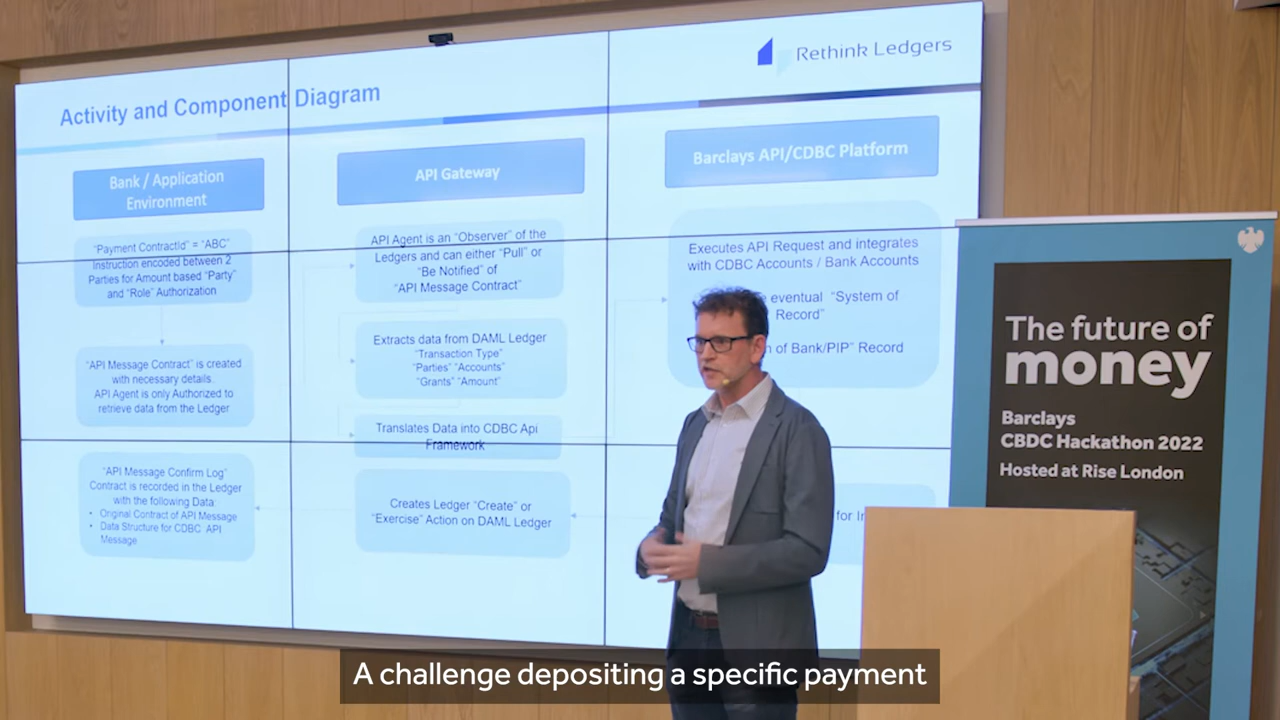 Rethink Ledgers
Activity and Component Diagram
Bank / Application
Environment
"Payment ContractId" = "ABC"
Instruction encoded between 2
Parties for Amount based "Party"
and "Role" Authorization
"API Message Contract" is created
with necessary details.
API Agent is only Authorized to
retrieve data from the Ledger
"API Message Confirm Log"
Contract is recorded in the Ledger
with the following Data:
• Original Contract of API Message
• Data Structure for CDBC API
Message
API Gateway
API Agent is an "Observer" of the
Ledgers and can either "Pull" or
"Be Notified" of
"API Message Contract"
Extracts data from DAML Ledger
"Transaction Type"
"Parties" "Accounts"
"Grants" "Amount"
Translates Data into CDBC Api
Framework
Creates Ledger "Create" or
"Exercise" Action on DAML Ledger
Barclays API/CDBC Platform
Executes API Request and integrates
with CDBC Accounts / Bank Accounts
eventual "System of
Record"
of Bank/PIP" Record
for
The future of
money
Barclays
CBDC Hackathon 2022
Hosted at Rise London
A challenge depositing a specific payment